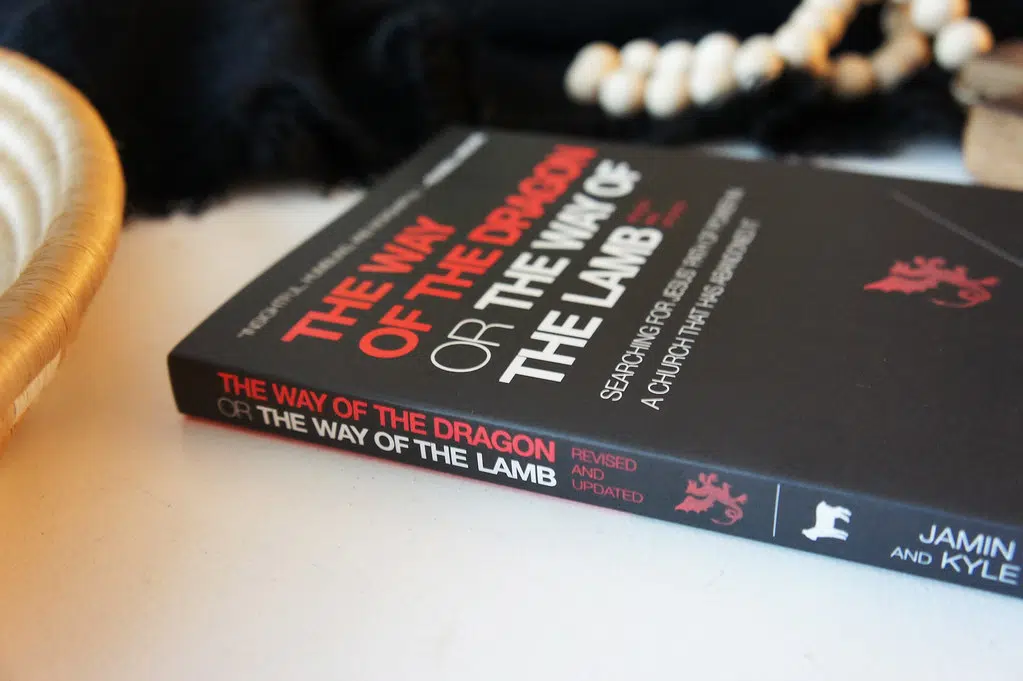 THE WAY
OF THE DRAGON
OR THE WAY OF
THE LAMB
SEARCHING FOR JESUS' PATH OF POWER IN
A CHURCH THAT HAS ABANDONED IT
THE WAY OF THE DRAGON
OR THE WAY OF THE LAMB
REVISED
AND
UPDATED
JAMIN
AND KYLE